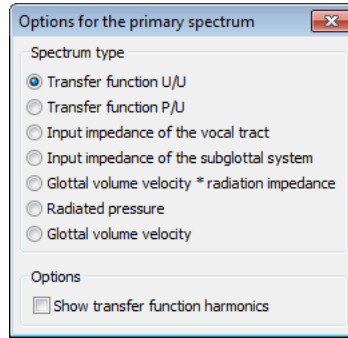 Options for the primary spectrum
Spectrum type
Transfer function U/U
Transfer function P/U
Input impedance of the vocal tract
Input impedance of the subglottal system
Glottal volume velocity * radiation impedance
Radiated pressure
Glottal volume velocity
Options
Show transfer function harmonics